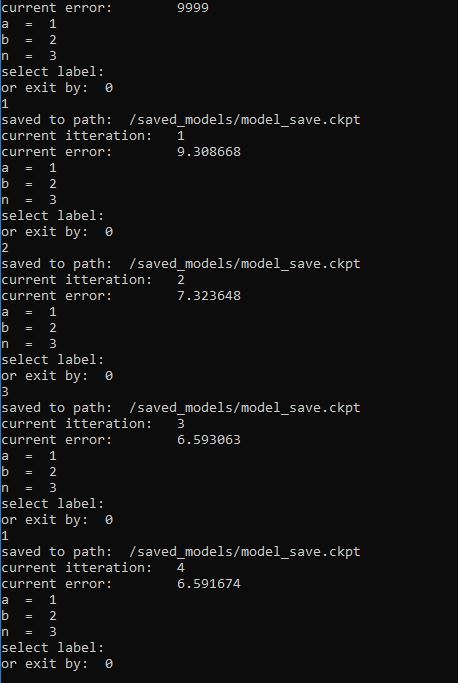 current error:        9999
a  =  1
b  =  2
n  =  3
select label:
or exit by:  0
1
saved to path:  /saved_models/model_save.ckpt
current itteration:   1
current error:        9.308668
a  =  1
b  =  2
n  =  3
select label:
or exit by:  0
2
saved to path:  /saved_models/model_save.ckpt
current itteration:   2
current error:        7.323648
a  =  1
b  =  2
n  =  3
select label:
or exit by:  0
3
saved to path:  /saved_models/model_save.ckpt
current itteration:   3
current error:        6.593063
a  =  1
b  =  2
n  =  3
select label:
or exit by:  0
1
saved to path:  /saved_models/model_save.ckpt
current itteration:   4
current error:        6.591674
a  =  1
b  =  2
n  =  3
select label:
or exit by:  0